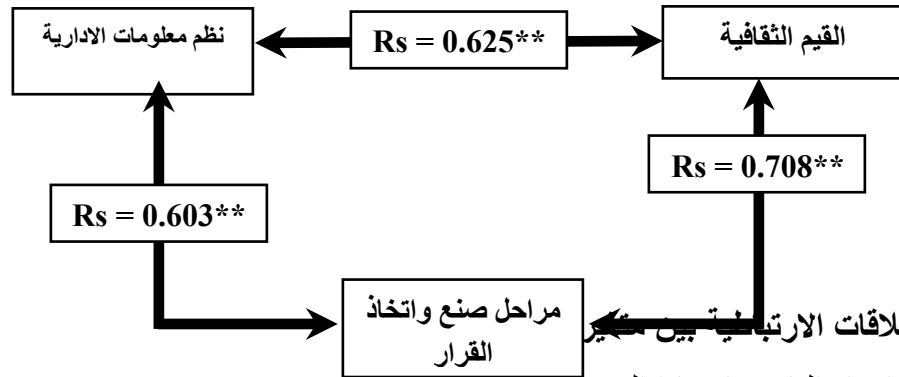 القيم الثقافية
Rs = 0.625**
نظم معلومات الادارية
Rs = 0.708**
Rs = 0.603**
مراحل صنع واتخاذ
القرار
الارتباطية بين